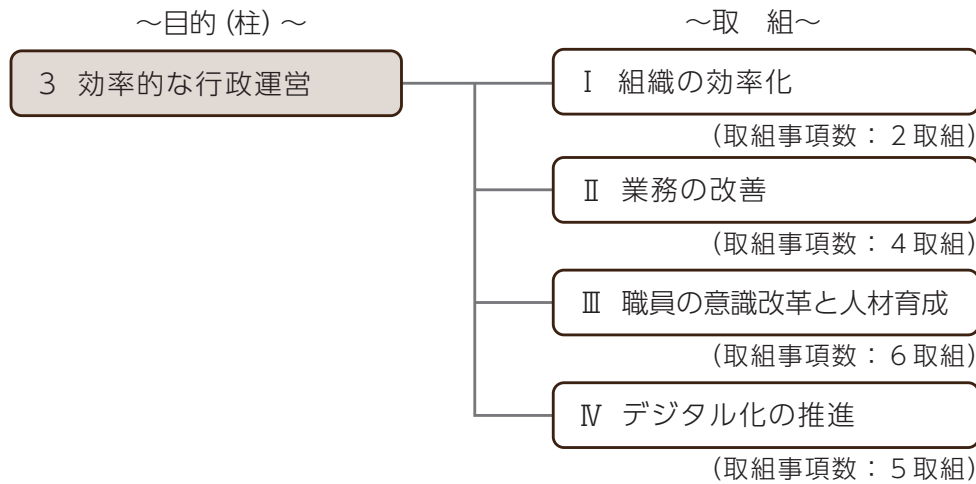 ～目的（柱）～
～取　組～
3 効率的な行政運営
Ⅰ 組織の効率化
（取組事項数：2取組）
Ⅱ 業務の改善
（取組事項数：4取組）
Ⅲ 職員の意識改革と人材育成
（取組事項数：6取組）
Ⅳ デジタル化の推進
（取組事項数：5取組）